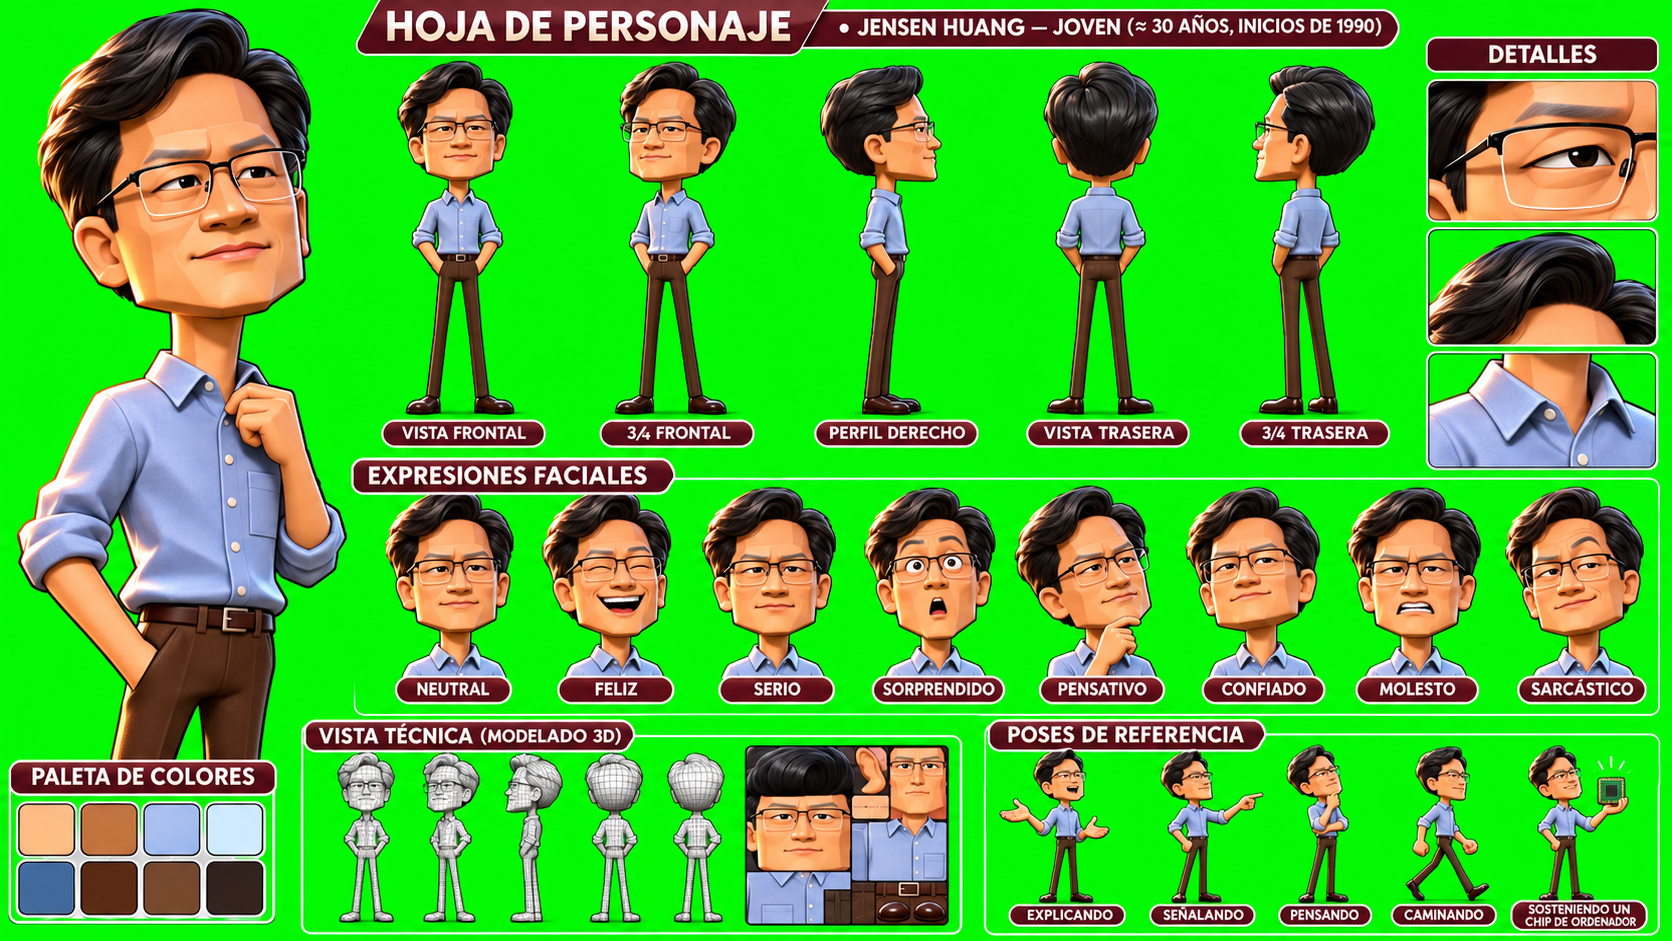 HOJA DE PERSONAJE
• JENSEN HUANG — JOVEN (≈ 30 AÑOS, INICIOS DE 1990)
DETALLES
VISTA FRONTAL
3/4 FRONTAL
PERFIL DERECHO
VISTA TRASERA
3/4 TRASERA
EXPRESIONES FACIALES
NEUTRAL
FELIZ
SERIO
SORPRENDIDO
PENSATIVO
CONFIADO
MOLESTO
SARCÁSTICO
PALETA DE COLORES
VISTA TÉCNICA (MODELADO 3D)
POSES DE REFERENCIA
EXPLICANDO
SEÑALANDO
PENSANDO
CAMINANDO
SOSTENIENDO UN
CHIP DE ORDENADOR